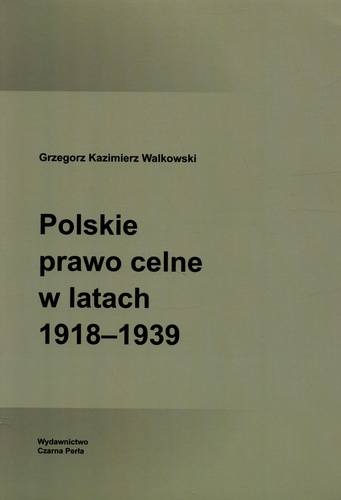 Grzegorz Kazimierz Walkowski
Polskie
prawo celne
w latach
1918–1939
Wydawnictwo
Czarna Perła